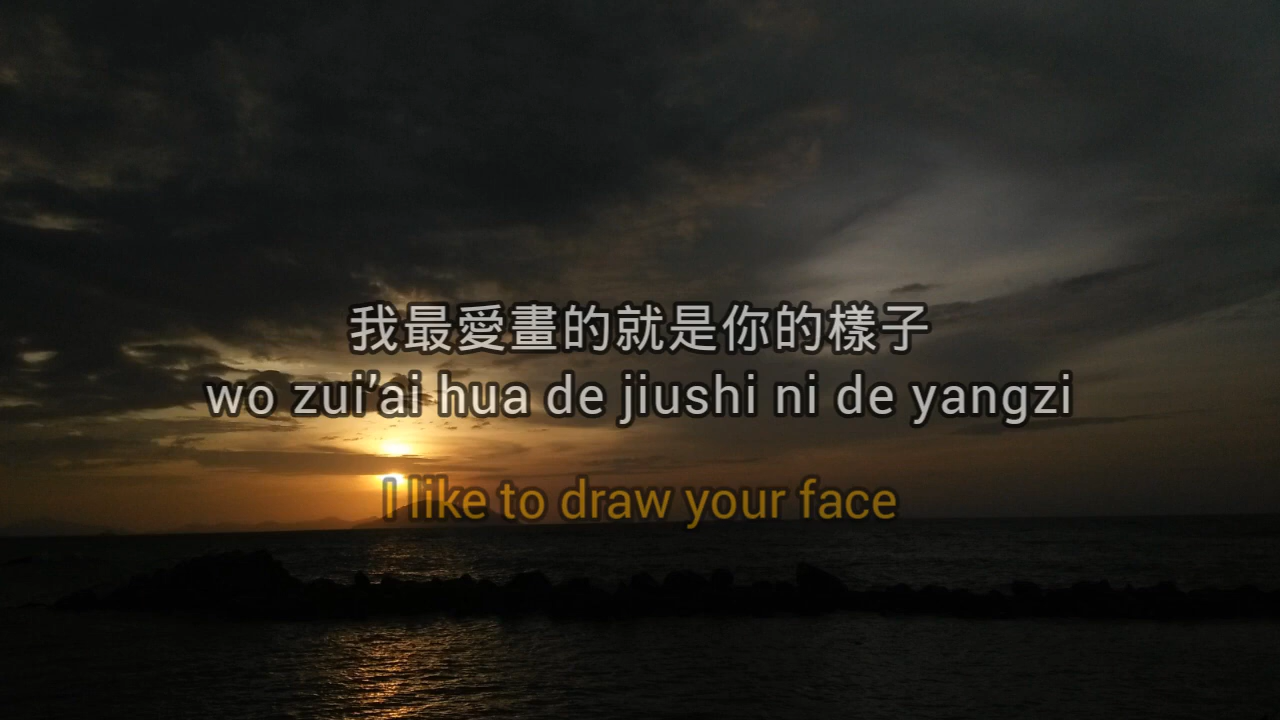 我最愛畫的就是你的樣子
wo zui’ai hua de jiushi ni de yangzi
I like to draw your face